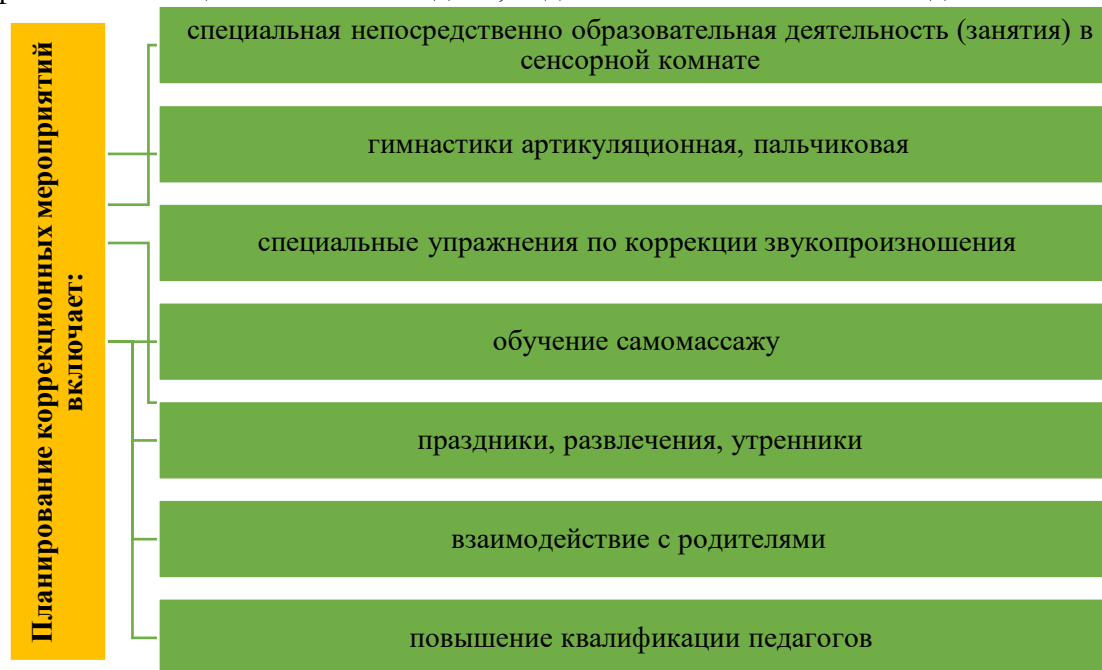 Планирование коррекционных мероприятий
включает:
специальная непосредственно образовательная деятельность (занятия) в
сенсорной комнате
гимнастики артикуляционная, пальчиковая
специальные упражнения по коррекции звукопроизношения
обучение самомассажу
праздники, развлечения, утренники
взаимодействие с родителями
повышение квалификации педагогов